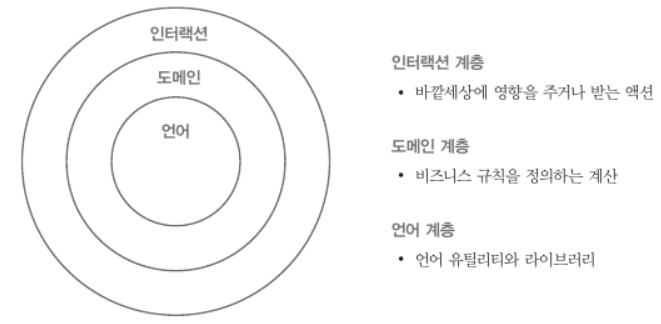 인터랙션
도메인
언어
인터랙션 계층
• 바깥세상에 영향을 주거나 받는 액션
도메인 계층
• 비즈니스 규칙을 정의하는 계산
언어 계층
• 언어 유틸리티와 라이브러리